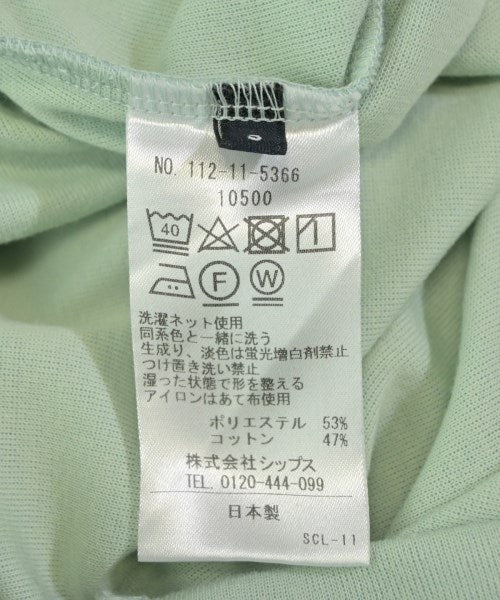 NO. 112-11-5366
10500
40
F W
洗濯ネット使用
同系色と一緒に洗う
生成り、淡色は蛍光増白剤禁止
つけ置き洗い禁止
湿った状態で形を整える
アイロンはあて布使用
ポリエステル 53%
コットン 47%
株式会社シップス
TEL. 0120-444-099
日本製
SCL-11